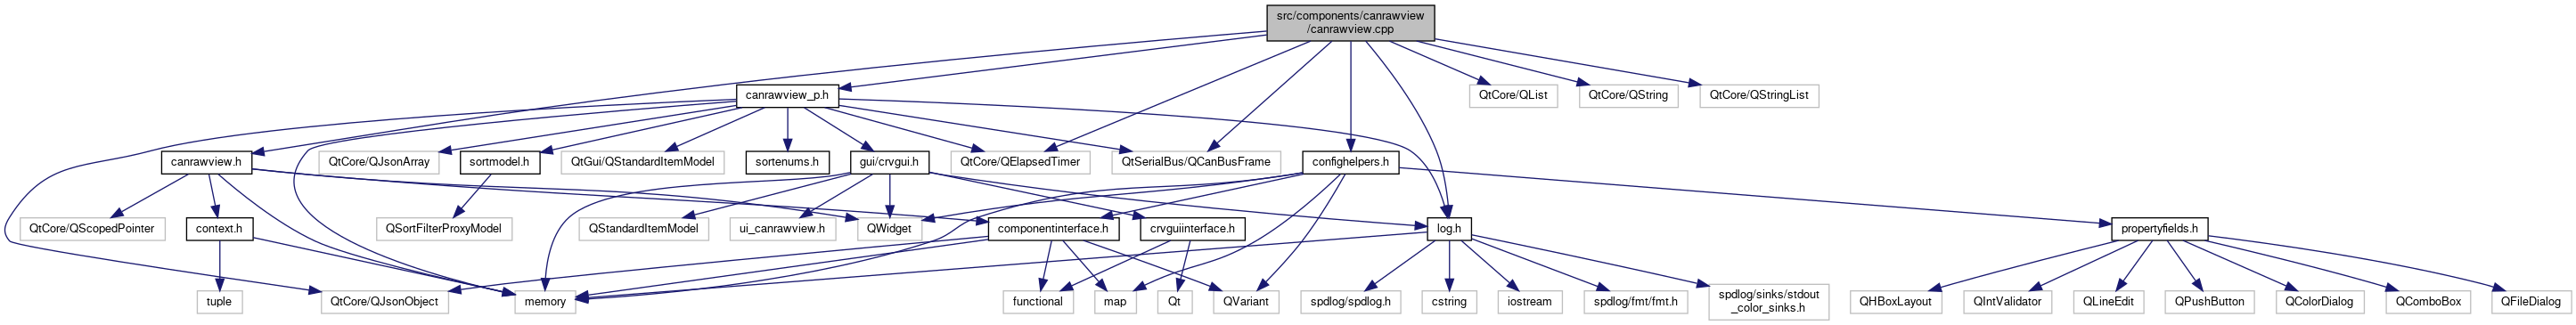 src/components/canrawview
/canrawview.cpp
canrawview_p.h
QtCore/QList
QtCore/QString
QtCore/QStringList
canrawview.h
QtCore/QJsonArray
sortmodel.h
QtGui/QStandardItemModel
sortenums.h
gui/crvgui.h
QtCore/QElapsedTimer
QtSerialBus/QCanBusFrame
confighelpers.h
QtCore/QScopedPointer
context.h
QSortFilterProxyModel
QStandardItemModel
ui_canrawview.h
QWidget
componentinterface.h
crvguiinterface.h
log.h
propertyfields.h
tuple
QtCore/QJsonObject
memory
functional
map
Qt
QVariant
spdlog/spdlog.h
cstring
iostream
spdlog/fmt/fmt.h
spdlog/sinks/stdout
_color_sinks.h
QHBoxLayout
QIntValidator
QLineEdit
QPushButton
QColorDialog
QComboBox
QFileDialog